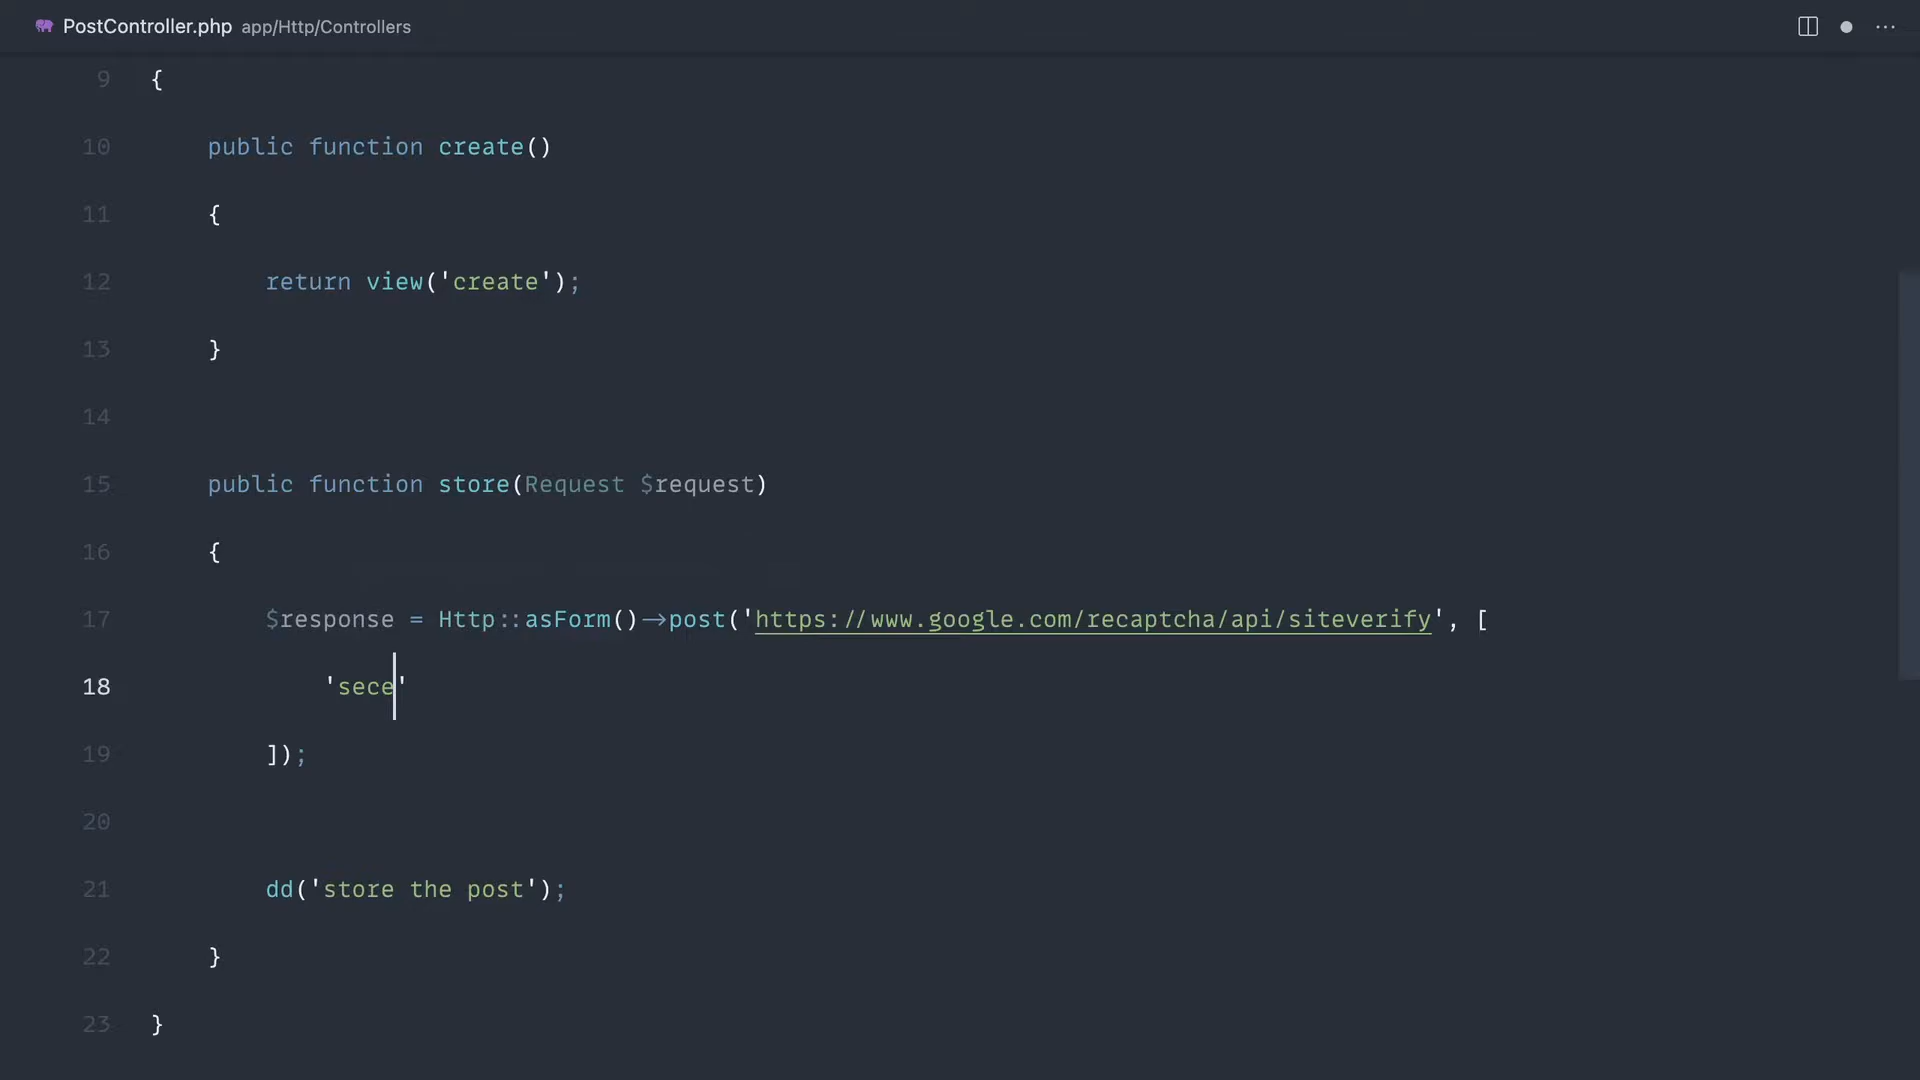 PostController.php app/Http/Controllers
9 {
10 public function create()
11 {
12 return view('create');
13 }
14
15 public function store(Request $request)
16 {
17 $response = Http::asForm()->post('https://www.google.com/recaptcha/api/siteverify', [
18 'sece'
19 ]);
20
21 dd('store the post');
22 }
23 }